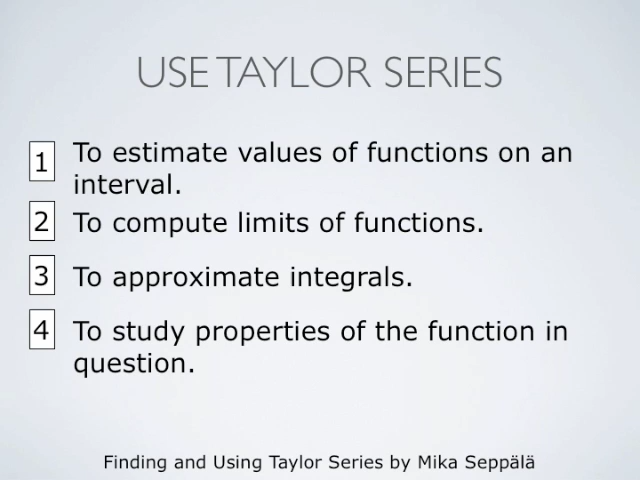 USE TAYLOR SERIES
1 To estimate values of functions on an
interval.
2 To compute limits of functions.
3 To approximate integrals.
4 To study properties of the function in
question.
Finding and Using Taylor Series by Mika Seppälä